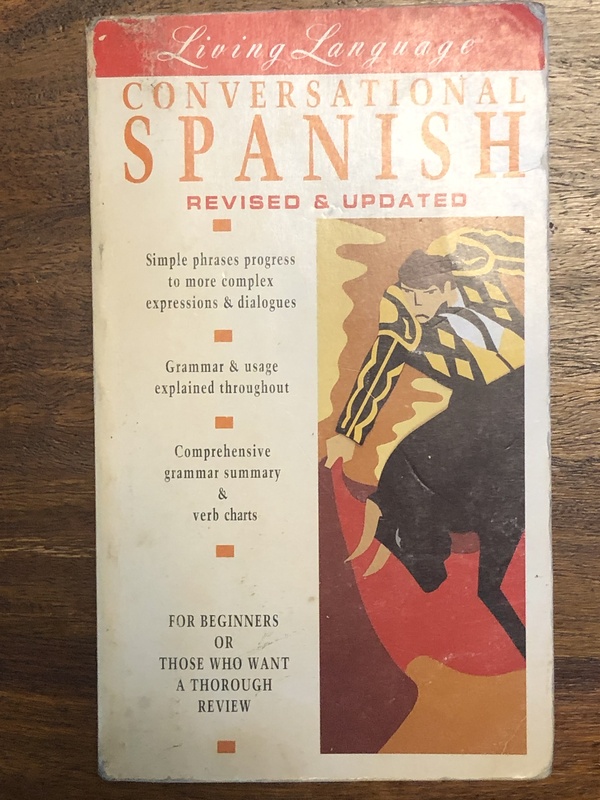 Living Language
CONVERSATIONAL
SPANISH
REVISED & UPDATED
Simple phrases progress
to more complex
expressions & dialogues
Grammar & usage
explained throughout
Comprehensive
grammar summary
&
verb charts
FOR BEGINNERS
OR
THOSE WHO WANT
A THOROUGH
REVIEW